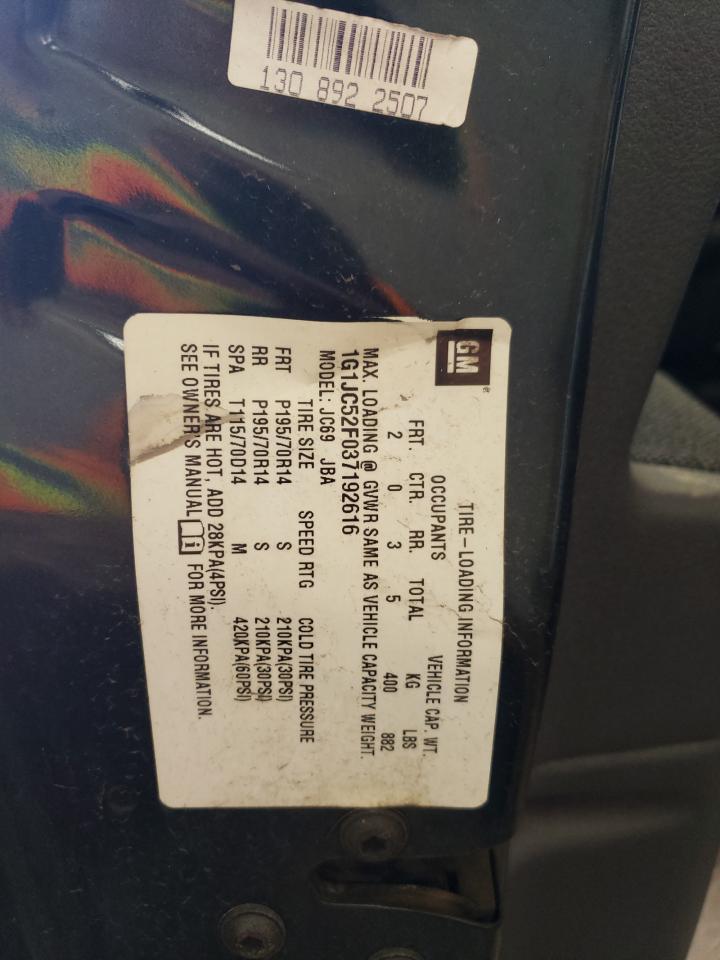 130 892 2507
GM
TIRE-LOADING INFORMATION
OCCUPANTS VEHICLE CAP. WT.
FRT. CTR. RR. TOTAL KG LBS
2 0 3 5 400 882
MAX. LOADING @ GVWR SAME AS VEHICLE CAPACITY WEIGHT.
1G1JC52F037192616
MODEL: JC69 JBA
TIRE SIZE SPEED RTG COLD TIRE PRESSURE
FRT P195/70R14 S 210KPA(30PSI)
RR P195/70R14 S 210KPA(30PSI)
SPA T115/70D14 M 420KPA(60PSI)
IF TIRES ARE HOT, ADD 28KPA(4PSI).
SEE OWNER'S MANUAL FOR MORE INFORMATION.